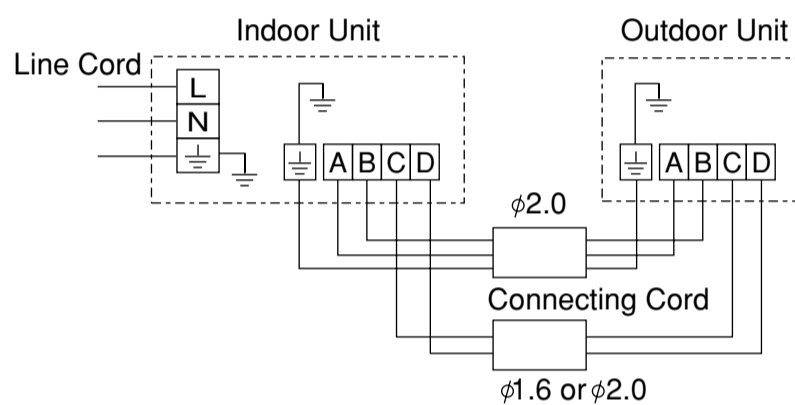 Indoor Unit
Outdoor Unit
Line Cord
L
N
A B C D
A B C D
ϕ2.0
Connecting Cord
ϕ1.6 or ϕ2.0